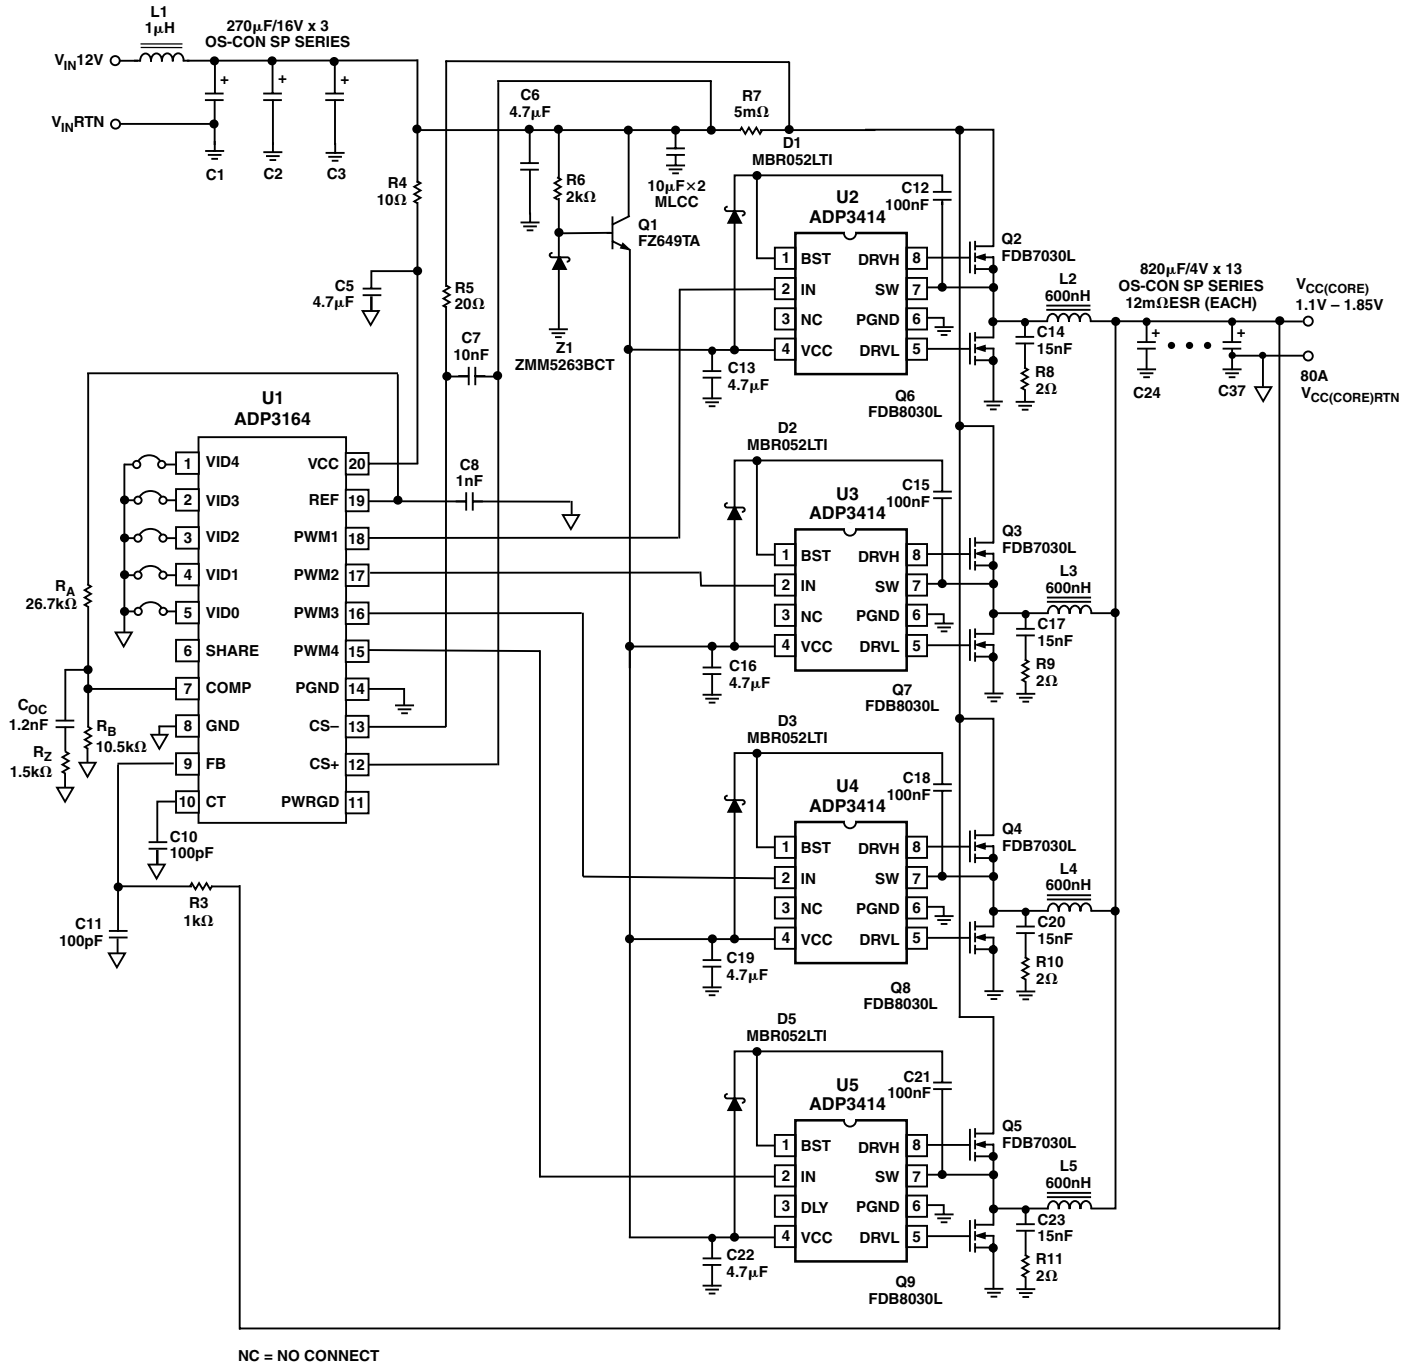 L1
1μH
270μF/16V x 3
OS-CON SP SERIES
VIN12V
VINRTN
C1
C2
C3
C6
4.7μF
R7
5mΩ
R4
10Ω
R6
2kΩ
10μF×2
MLCC
Q1
FZ649TA
C5
4.7μF
R5
20Ω
C7
10nF
Z1
ZMM5263BCT
D1
MBR052LTI
U2
ADP3414
C12
100nF
1 BST
2 IN
3 NC
4 VCC
DRVH 8
SW 7
PGND 6
DRVL 5
Q2
FDB7030L
L2
600nH
C14
15nF
R8
2Ω
C13
4.7μF
Q6
FDB8030L
820μF/4V x 13
OS-CON SP SERIES
12mΩESR (EACH)
VCC(CORE)
1.1V – 1.85V
C24
C37
80A
VCC(CORE)RTN
U1
ADP3164
1 VID4
2 VID3
3 VID2
4 VID1
5 VID0
6 SHARE
7 COMP
8 GND
9 FB
10 CT
VCC 20
REF 19
PWM1 18
PWM2 17
PWM3 16
PWM4 15
PGND 14
CS– 13
CS+ 12
PWRGD 11
C8
1nF
RA
26.7kΩ
COC
1.2nF
RZ
1.5kΩ
RB
10.5kΩ
C10
100pF
R3
1kΩ
C11
100pF
D2
MBR052LTI
U3
ADP3414
C15
100nF
1 BST
2 IN
3 NC
4 VCC
DRVH 8
SW 7
PGND 6
DRVL 5
Q3
FDB7030L
L3
600nH
C17
15nF
R9
2Ω
C16
4.7μF
Q7
FDB8030L
D3
MBR052LTI
U4
ADP3414
C18
100nF
1 BST
2 IN
3 NC
4 VCC
DRVH 8
SW 7
PGND 6
DRVL 5
Q4
FDB7030L
L4
600nH
C20
15nF
R10
2Ω
C19
4.7μF
Q8
FDB8030L
D5
MBR052LTI
U5
ADP3414
C21
100nF
1 BST
2 IN
3 DLY
4 VCC
DRVH 8
SW 7
PGND 6
DRVL 5
Q5
FDB7030L
L5
600nH
C23
15nF
R11
2Ω
C22
4.7μF
Q9
FDB8030L
NC = NO CONNECT